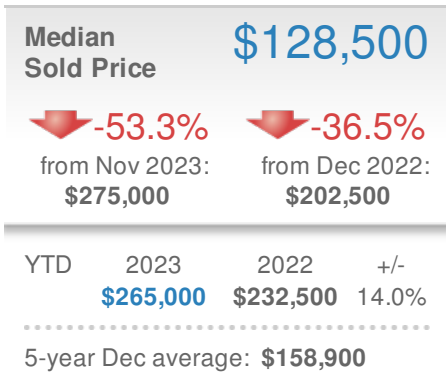 Median $128,500
Sold Price
-53.3% -36.5%
from Nov 2023: from Dec 2022:
$275,000 $202,500
YTD 2023 2022 +/-
$265,000 $232,500 14.0%
5-year Dec average: $158,900